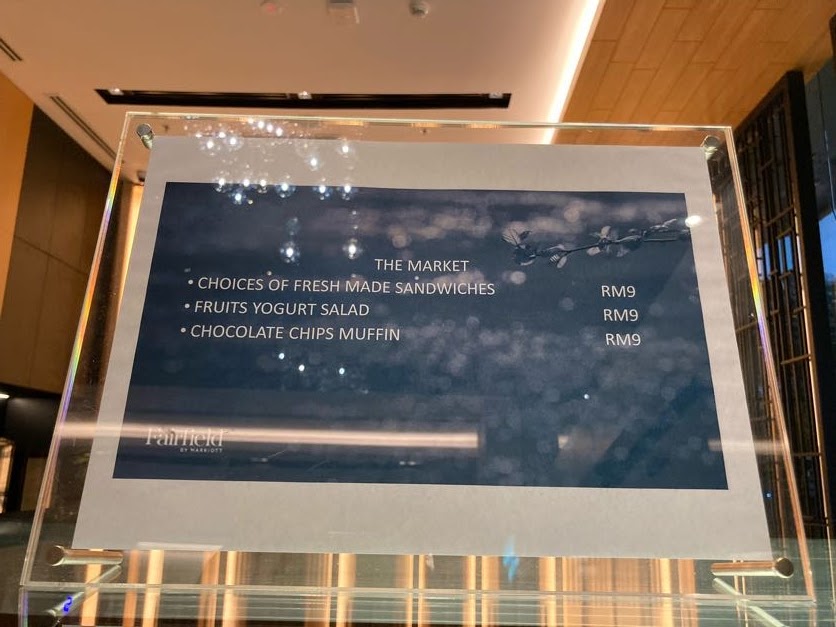 THE MARKET
• CHOICES OF FRESH MADE SANDWICHES RM9
• FRUITS YOGURT SALAD RM9
• CHOCOLATE CHIPS MUFFIN RM9
Fairfield
BY MARRIOTT